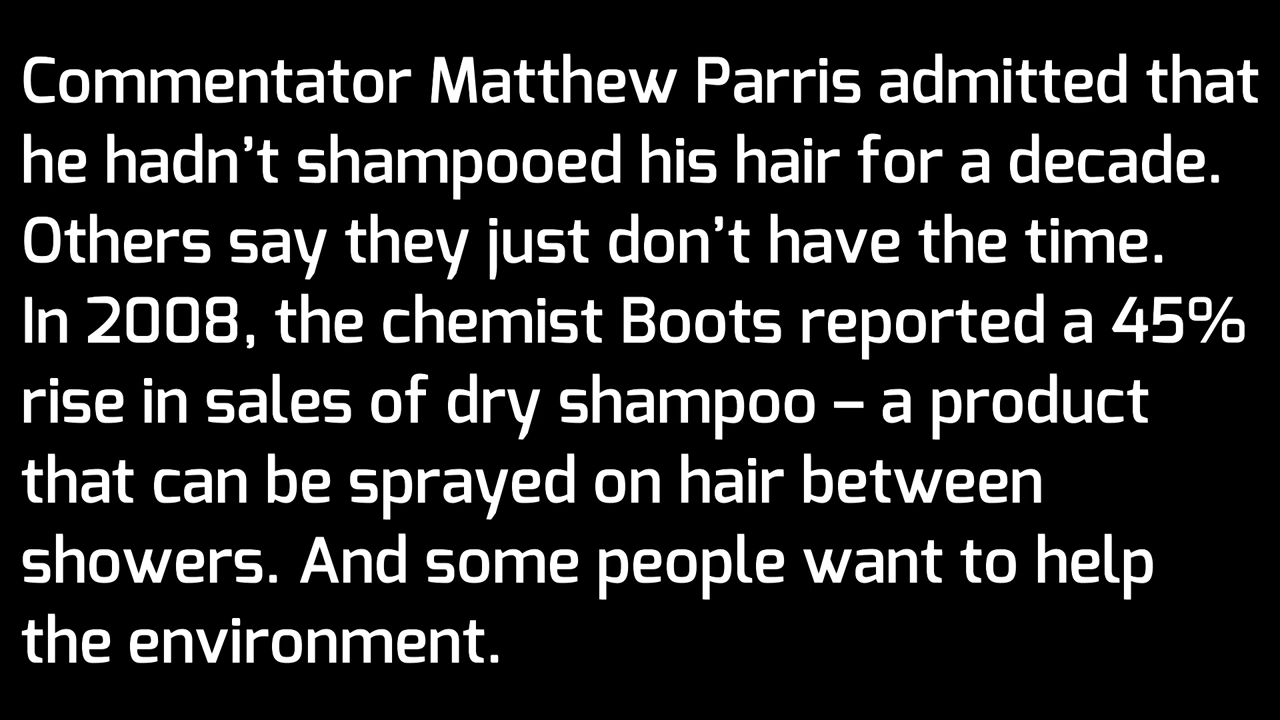 Commentator Matthew Parris admitted that
he hadn’t shampooed his hair for a decade.
Others say they just don’t have the time.
In 2008, the chemist Boots reported a 45%
rise in sales of dry shampoo – a product
that can be sprayed on hair between
showers. And some people want to help
the environment.